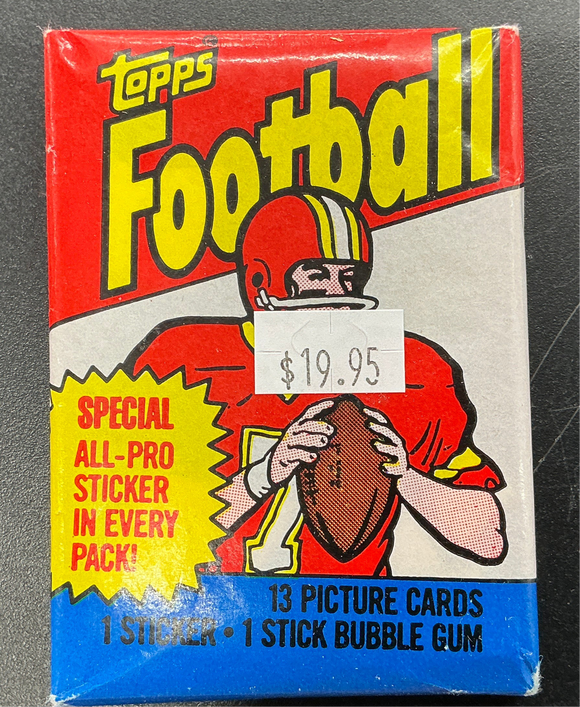 topps
Football
$19.95
SPECIAL
ALL-PRO
STICKER
IN EVERY
PACK!
1
13 PICTURE CARDS
1 STICKER • 1 STICK BUBBLE GUM